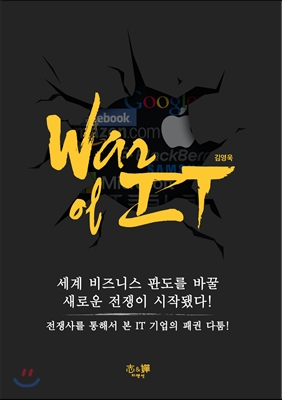 Google
facebook
amazon.com
BlackBerry
War
of IT
김영욱
세계 비즈니스 판도를 바꿀
새로운 전쟁이 시작됐다!
전쟁사를 통해서 본 IT 기업의 패권 다툼!
志&嬋